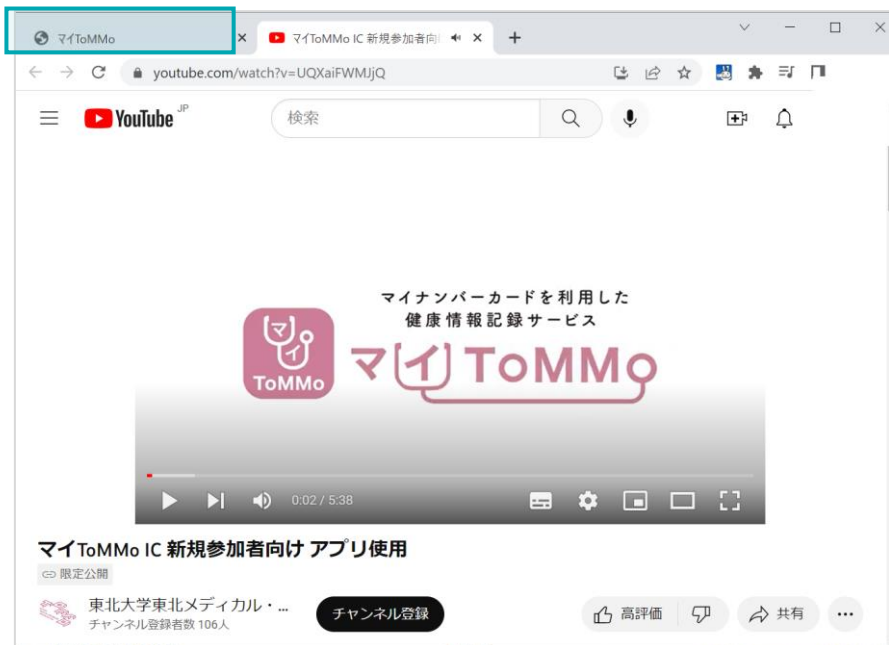 マイToMMo
マイToMMo IC 新規参加者向
youtube.com/watch?v=UQXaiFWMJjQ
YouTube JP
検索
マイナンバーカードを利用した
健康情報記録サービス
マイ
ToMMo
マイToMMo
0:02 / 5:38
マイToMMo IC 新規参加者向け アプリ使用
限定公開
東北大学東北メディカル・...
チャンネル登録者数 106人
チャンネル登録
高評価
共有